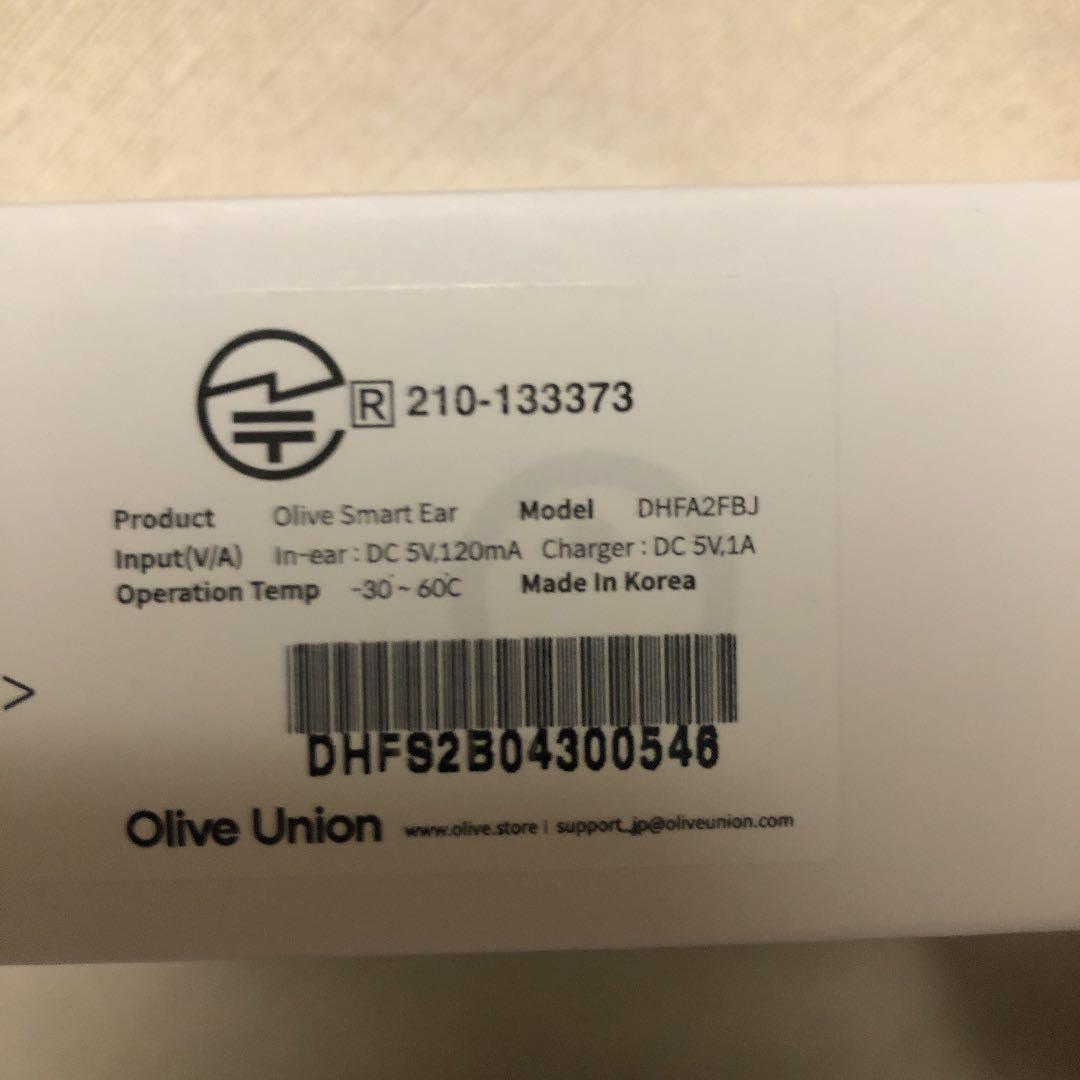 R 210-133373
Product Olive Smart Ear Model DHFA2FBJ
Input(V/A) In-ear : DC 5V,120mA Charger : DC 5V,1A
Operation Temp -30˚ ~ 60℃ Made In Korea
>
DHFS2B04300546
Olive Union www.olive.store | support_jp@oliveunion.com